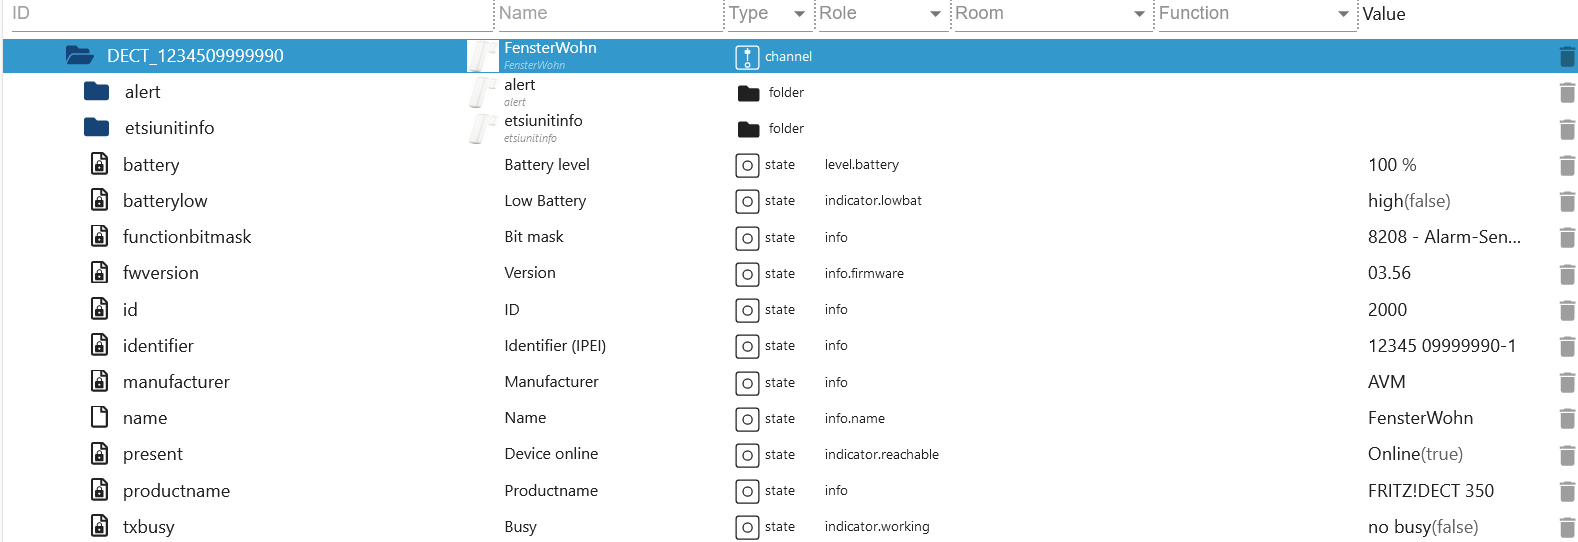 ID Name Type Role Room Function Value
DECT_1234509999990 FensterWohn channel
FensterWohn
alert alert folder
alert
etsiunitinfo etsiunitinfo folder
etsiunitinfo
battery Battery level state level.battery 100 %
batterylow Low Battery state indicator.lowbat high(false)
functionbitmask Bit mask state info 8208 - Alarm-Sen...
fwversion Version state info.firmware 03.56
id ID state info 2000
identifier Identifier (IPEI) state info 12345 09999990-1
manufacturer Manufacturer state info AVM
name Name state info.name FensterWohn
present Device online state indicator.reachable Online(true)
productname Productname state info FRITZ!DECT 350
txbusy Busy state indicator.working no busy(false)